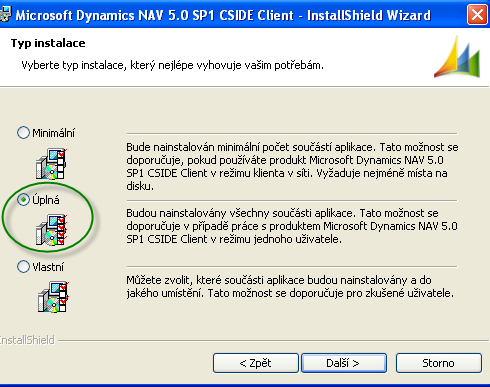 Microsoft Dynamics NAV 5.0 SP1 CSIDE Client - InstallShield Wizard
Typ instalace
Vyberte typ instalace, který nejlépe vyhovuje vašim potřebám.
Minimální
Bude nainstalován minimální počet součástí aplikace. Tato možnost se
doporučuje, pokud používáte produkt Microsoft Dynamics NAV 5.0
SP1 CSIDE Client v režimu klienta v síti. Vyžaduje nejméně místa na
disku.
Úplná
Budou nainstalovány všechny součásti aplikace. Tato možnost se
doporučuje v případě práce s produktem Microsoft Dynamics NAV 5.0
SP1 CSIDE Client v režimu jednoho uživatele.
Vlastní
Můžete zvolit, které součásti aplikace budou nainstalovány a do
jakého umístění. Tato možnost se doporučuje pro zkušené uživatele.
InstallShield
< Zpět
Další >
Storno